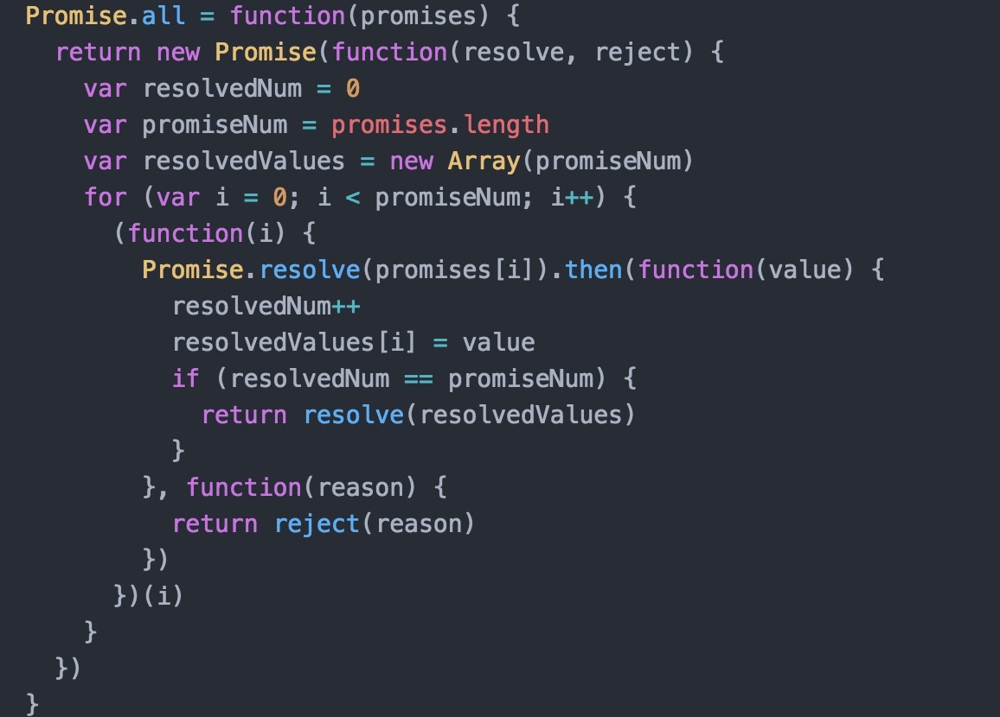 Promise.all = function(promises) {
  return new Promise(function(resolve, reject) {
    var resolvedNum = 0
    var promiseNum = promises.length
    var resolvedValues = new Array(promiseNum)
    for (var i = 0; i < promiseNum; i++) {
      (function(i) {
        Promise.resolve(promises[i]).then(function(value) {
          resolvedNum++
          resolvedValues[i] = value
          if (resolvedNum == promiseNum) {
            return resolve(resolvedValues)
          }
        }, function(reason) {
          return reject(reason)
        })
      })(i)
    }
  })
}